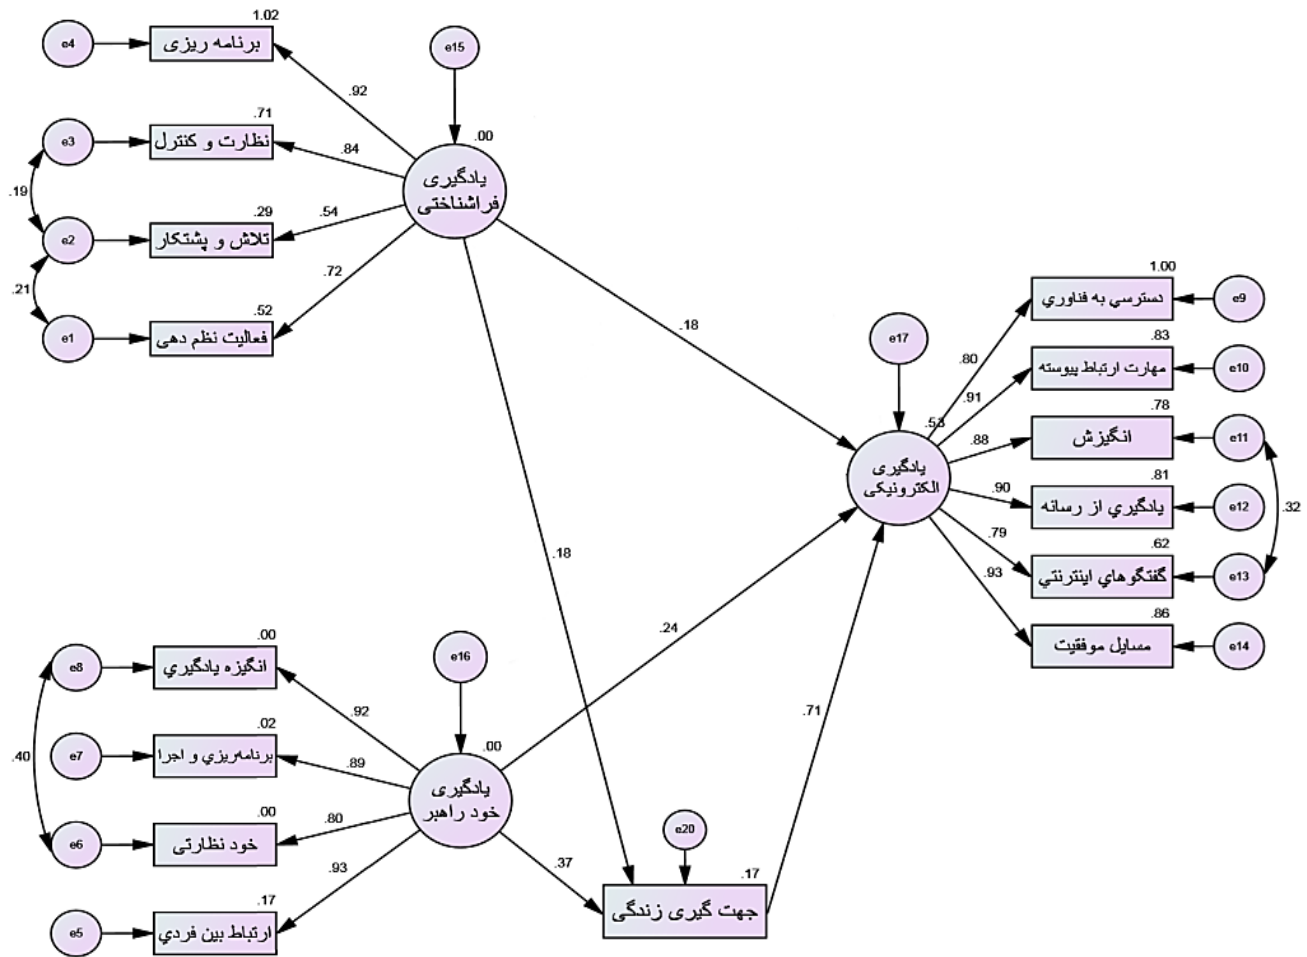 1.02
e4
برنامه ریزی
e15
.92
.71
.00
e3
نظارت و کنترل
.84
یادگیری
فراشناختی
.19
.29
.54
e2
تلاش و پشتکار
.72
.21
.52
e1
فعالیت نظم دهی
.18
1.00
دسترسي به فناوري
e9
e17
.80
.83
مهارت ارتباط پیوسته
e10
.91
.53
.78
.88
انگیزش
e11
یادگیری
الکترونیکی
.81
.90
يادگيري از رسانه
e12
.32
.79
.62
گفتگوهاي اينترنتي
e13
.93
.86
مسايل موفقيت
e14
.18
.24
.00
e8
انگیزه يادگيري
e16
.92
.02
.00
.40
e7
برنامه‌ريزي و اجرا
.89
.71
یادگیری
خود راهبر
.00
e6
خود نظارتی
.80
e20
.93
.37
.17
.17
جهت گیری زندگی
e5
ارتباط بین فردي